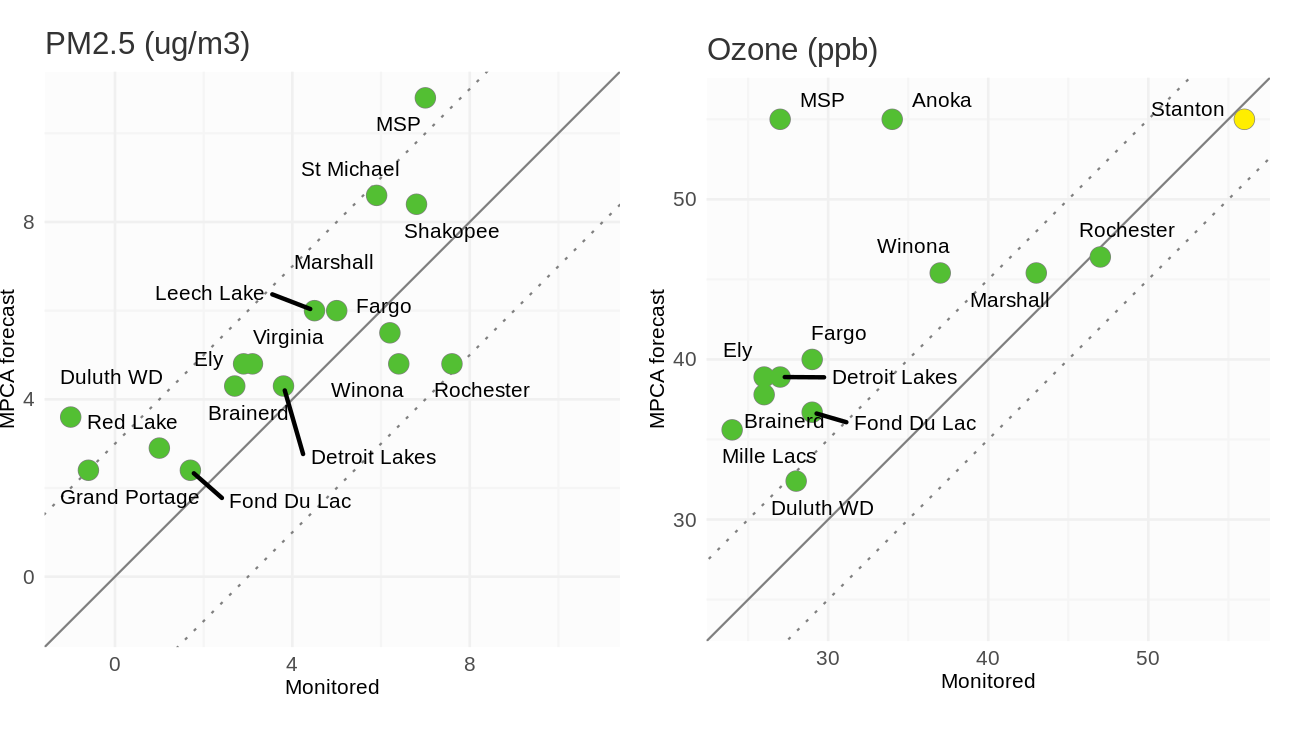 PM2.5 (ug/m3)
MSP
St Michael
Shakopee
8
Marshall
Leech Lake
Fargo
Virginia
Ely
Duluth WD
Winona
Rochester
4
Red Lake
Brainerd
Detroit Lakes
Grand Portage
Fond Du Lac
0
MPCA forecast
0 4 8
Monitored
Ozone (ppb)
MSP
Anoka
Stanton
50
Rochester
Winona
Marshall
Fargo
Ely
40
Detroit Lakes
Brainerd
Fond Du Lac
Mille Lacs
Duluth WD
30
MPCA forecast
30 40 50
Monitored